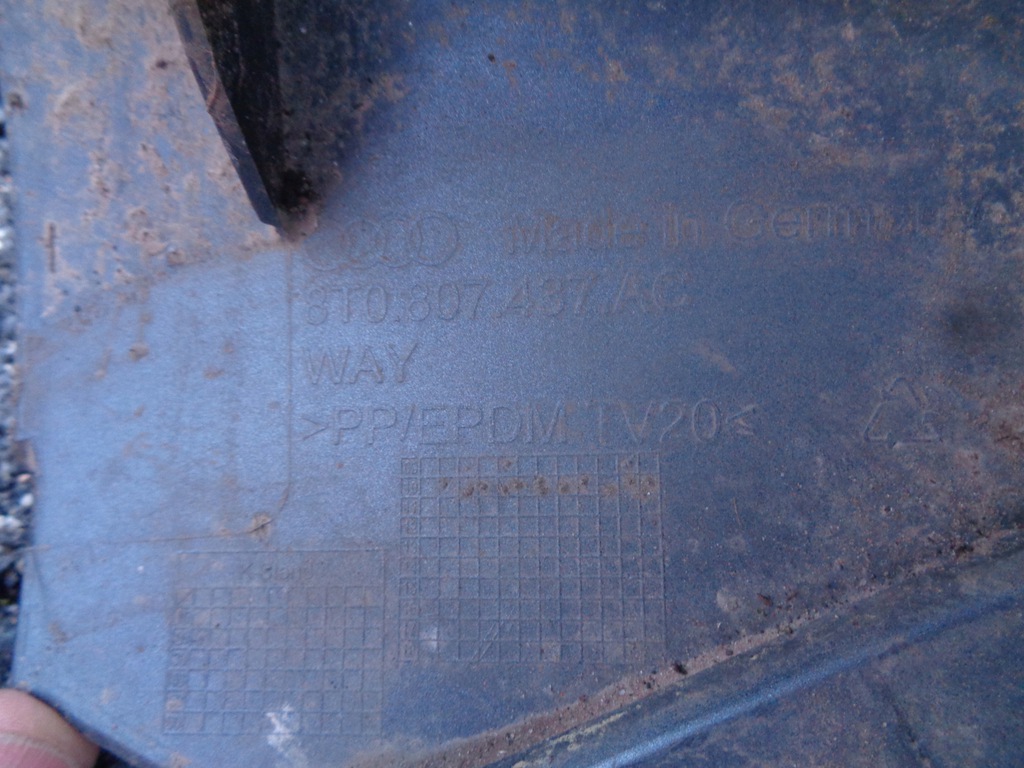 Made in Germany
8T0.807.437.AC
WAY
>PP/EPDM TV20<